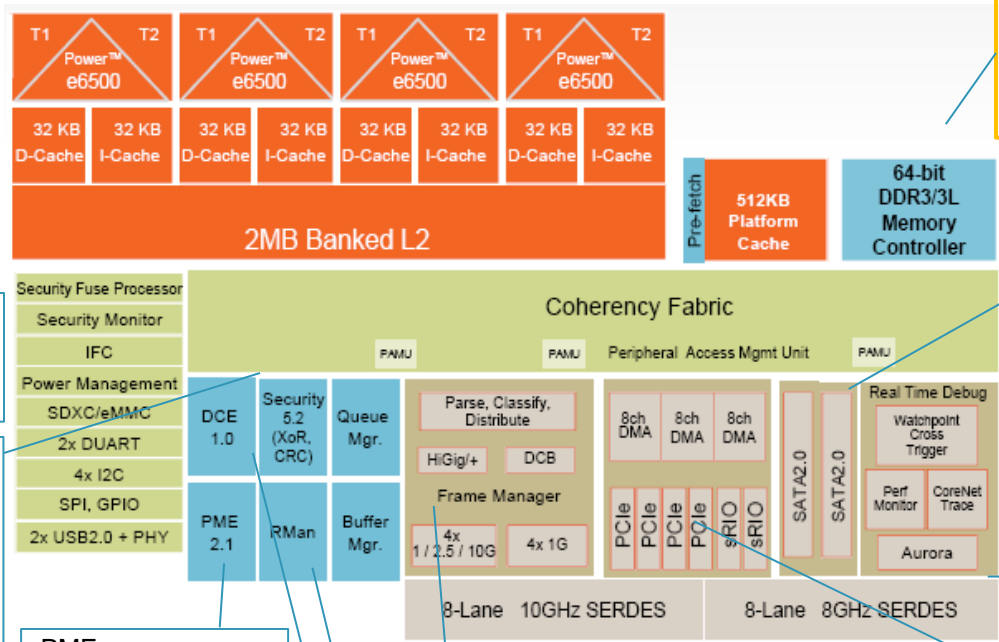 T1 T2 T1 T2 T1 T2 T1 T2
Power™ Power™ Power™ Power™
e6500 e6500 e6500 e6500
32 KB 32 KB 32 KB 32 KB 32 KB 32 KB 32 KB 32 KB
D-Cache I-Cache D-Cache I-Cache D-Cache I-Cache D-Cache I-Cache
2MB Banked L2
Pre-fetch
512KB
Platform
Cache
64-bit
DDR3/3L
Memory
Controller
Security Fuse Processor
Security Monitor
IFC
Power Management
SDXC/eMMC
2x DUART
4x I2C
SPI, GPIO
2x USB2.0 + PHY
Coherency Fabric
PAMU PAMU Peripheral Access Mgmt Unit PAMU
DCE
1.0
Security
5.2
(XoR,
CRC)
Queue
Mgr.
PME
2.1
RMan
Buffer
Mgr.
Parse, Classify,
Distribute
HiGig/+ DCB
Frame Manager
4x
1 / 2.5 / 10G
4x 1G
8ch
DMA
8ch
DMA
8ch
DMA
PCIe
PCIe
PCIe
PCIe
sRIO
sRIO
SATA2.0
SATA2.0
Real Time Debug
Watchpoint
Cross
Trigger
Perf
Monitor
CoreNet
Trace
Aurora
8-Lane 10GHz SERDES
8-Lane 8GHz SERDES
PME